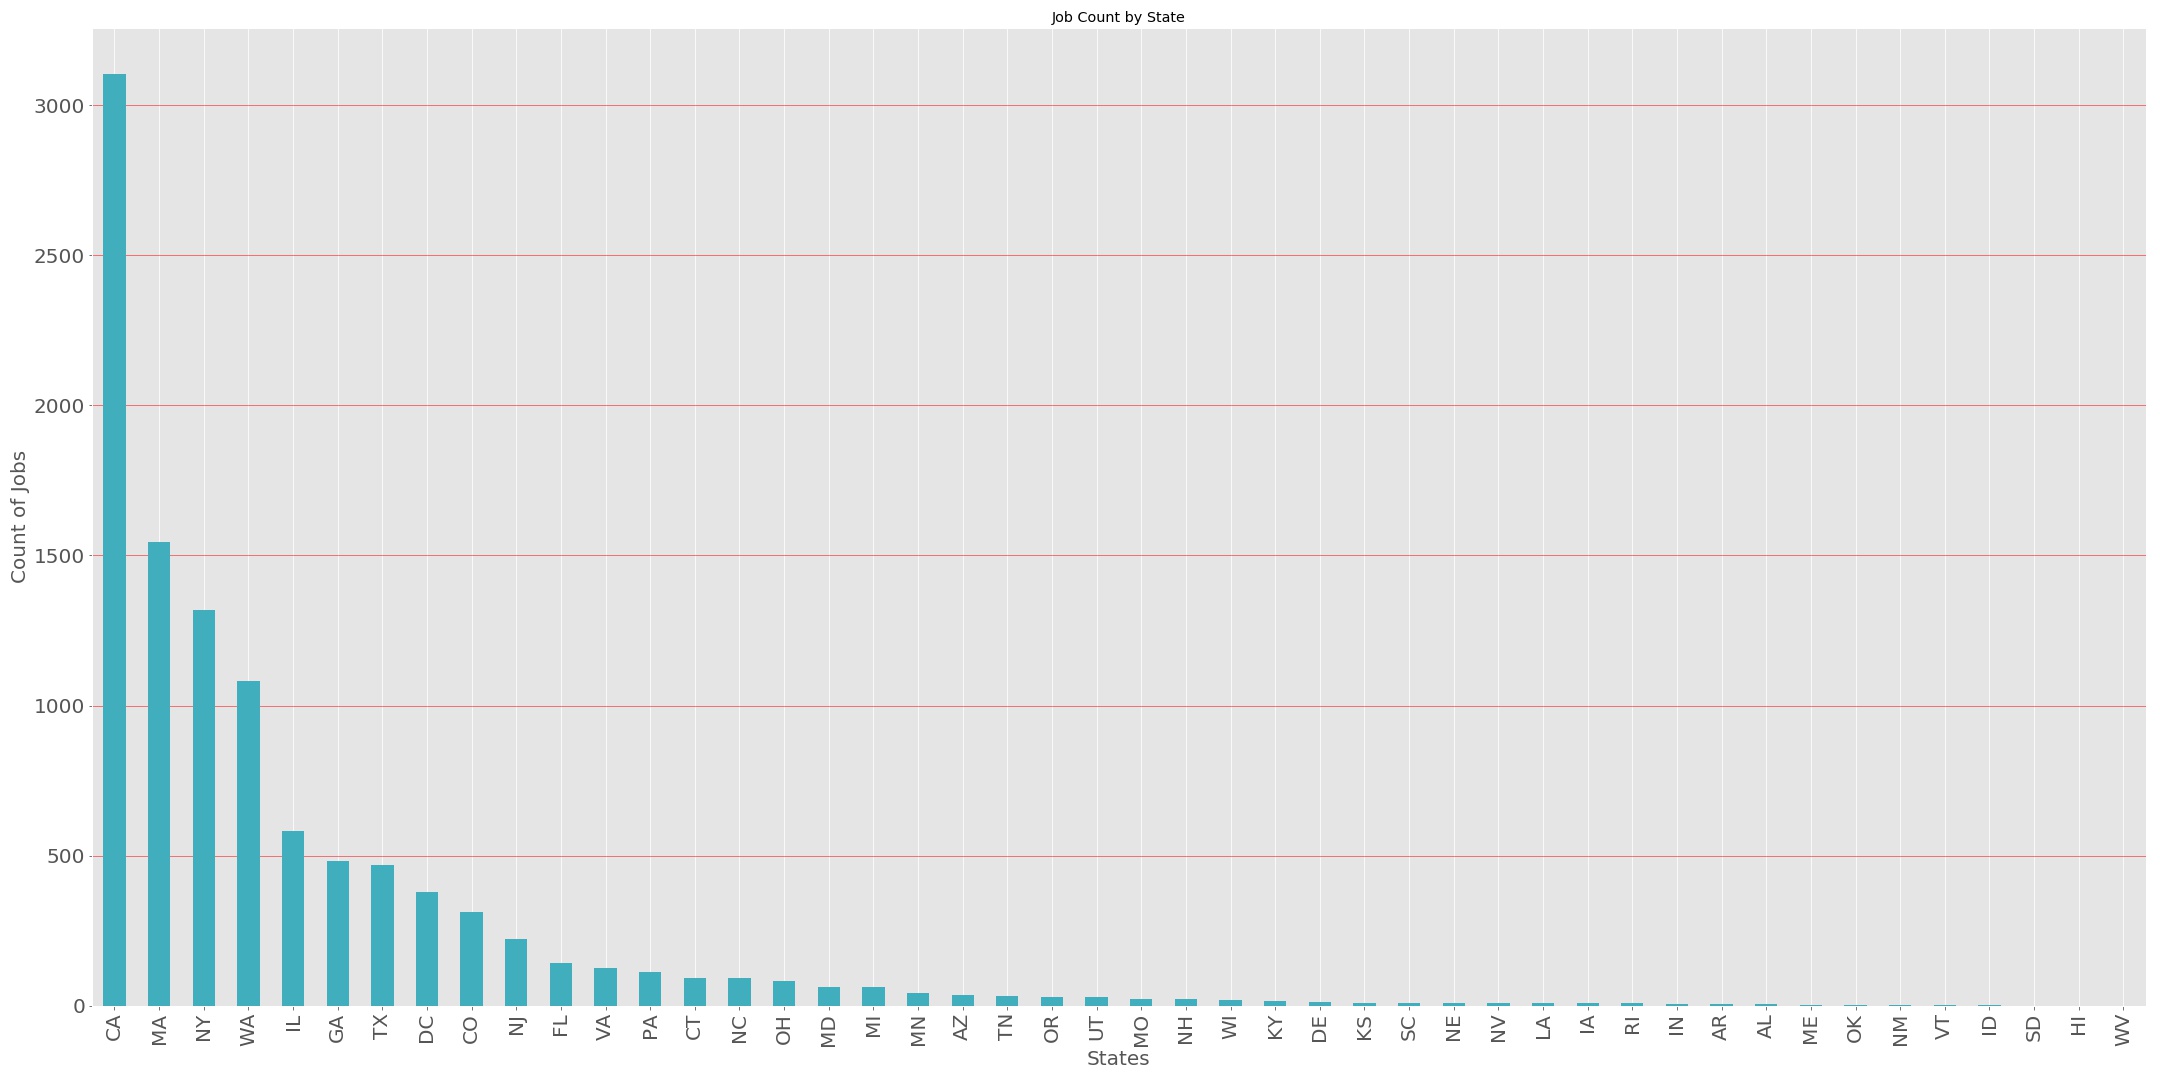 Job Count by State
Count of Jobs
3000
2500
2000
1500
1000
500
0
CA MA NY WA IL GA TX DC CO NJ FL VA PA CT NC OH MD MI MN AZ TN OR UT MO NH WI KY DE KS SC NE NV LA IA RI IN AR AL ME OK NM VT ID SD HI WV
States